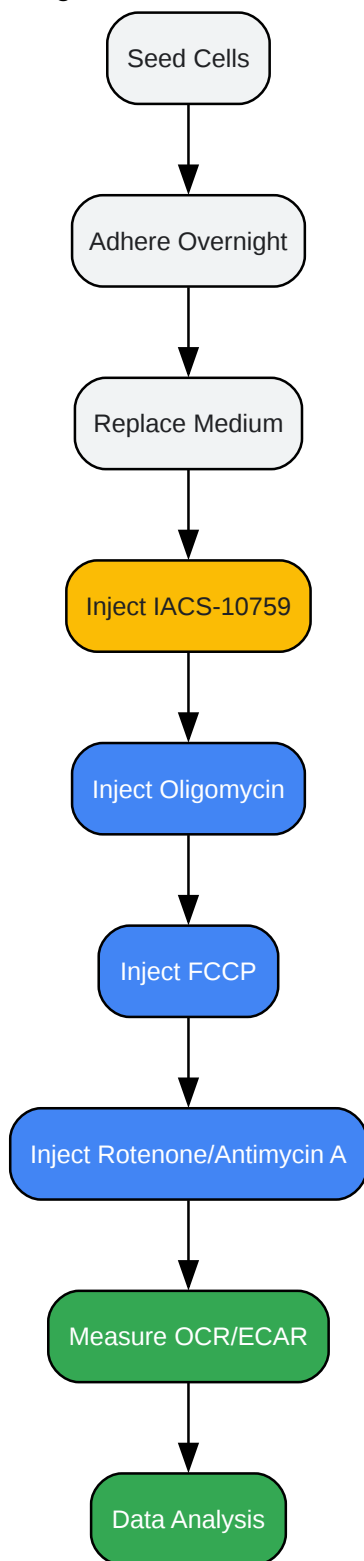 Seed Cells
Adhere Overnight
Replace Medium
Inject IACS-10759
Inject Oligomycin
Inject FCCP
Inject Rotenone/Antimycin A
Measure OCR/ECAR
Data Analysis